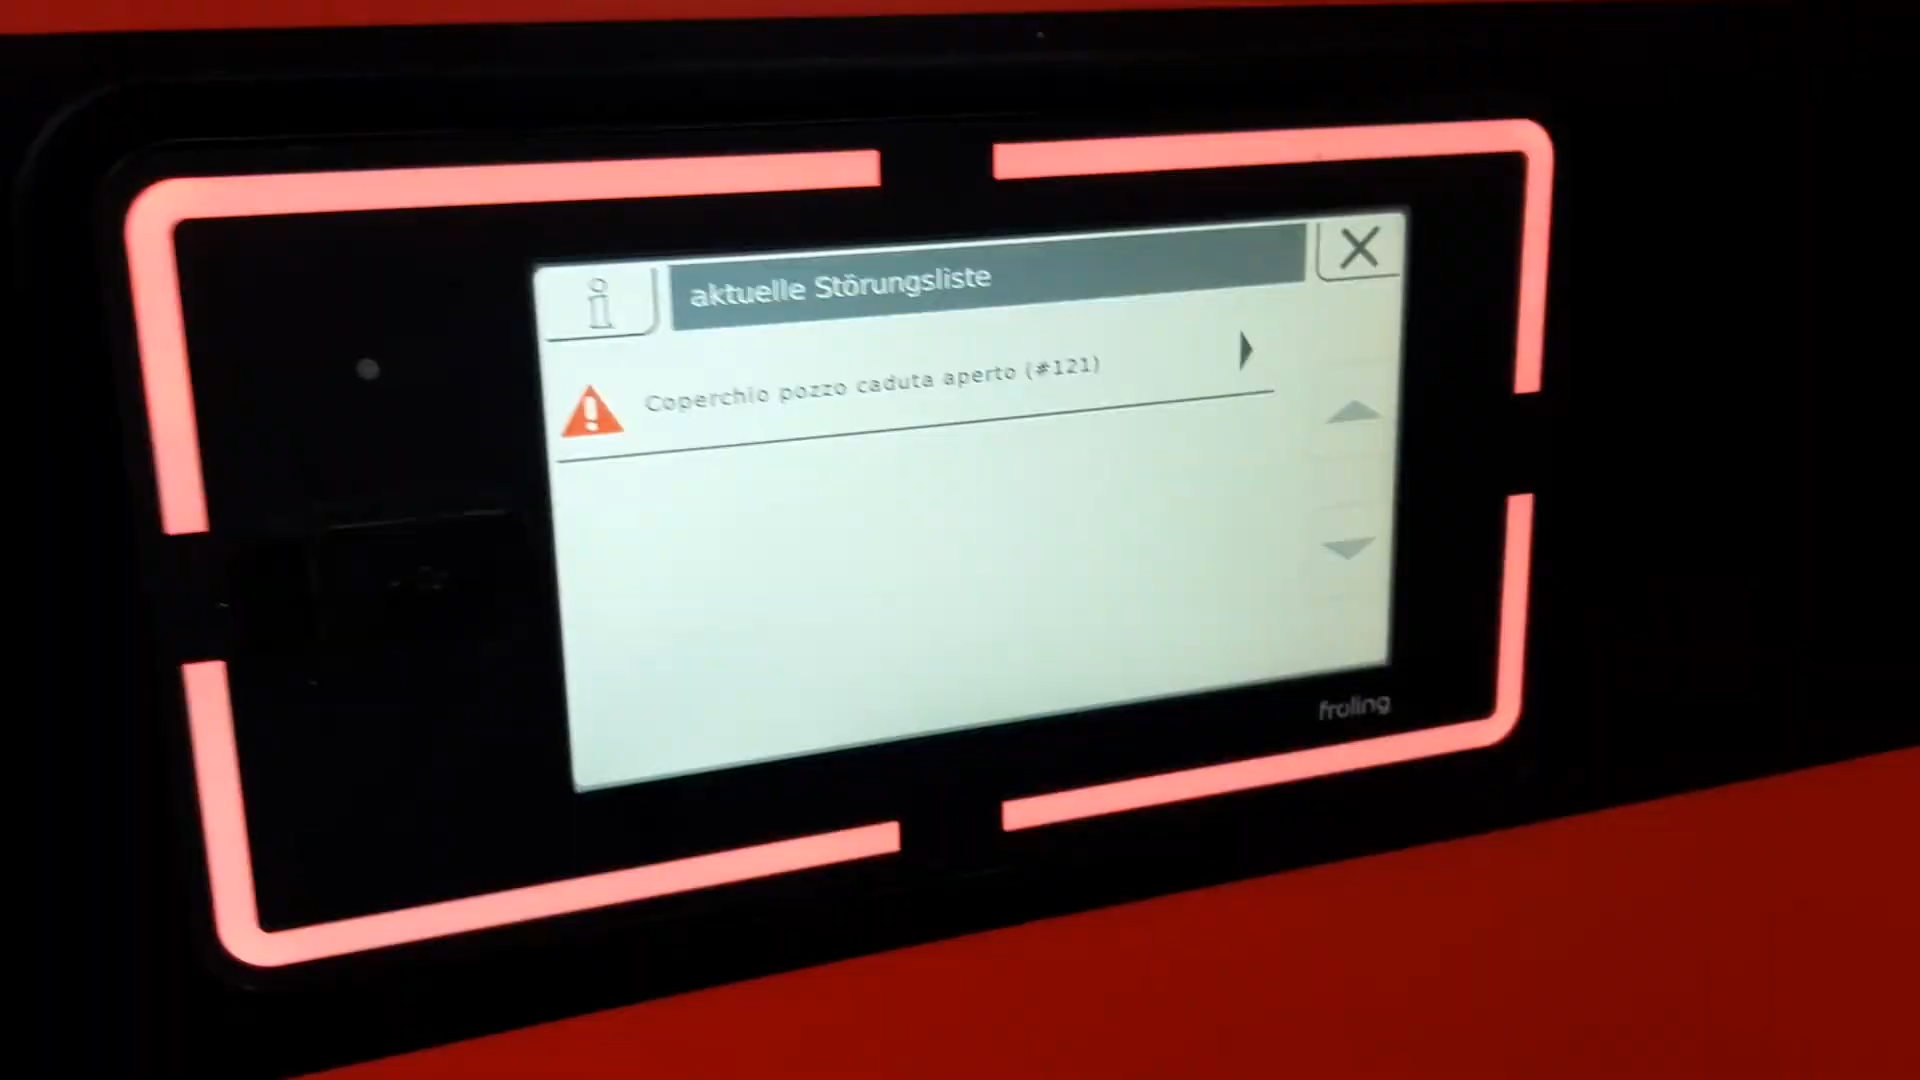 aktuelle Störungsliste
Coperchio pozzo caduta aperto (#121)
froling